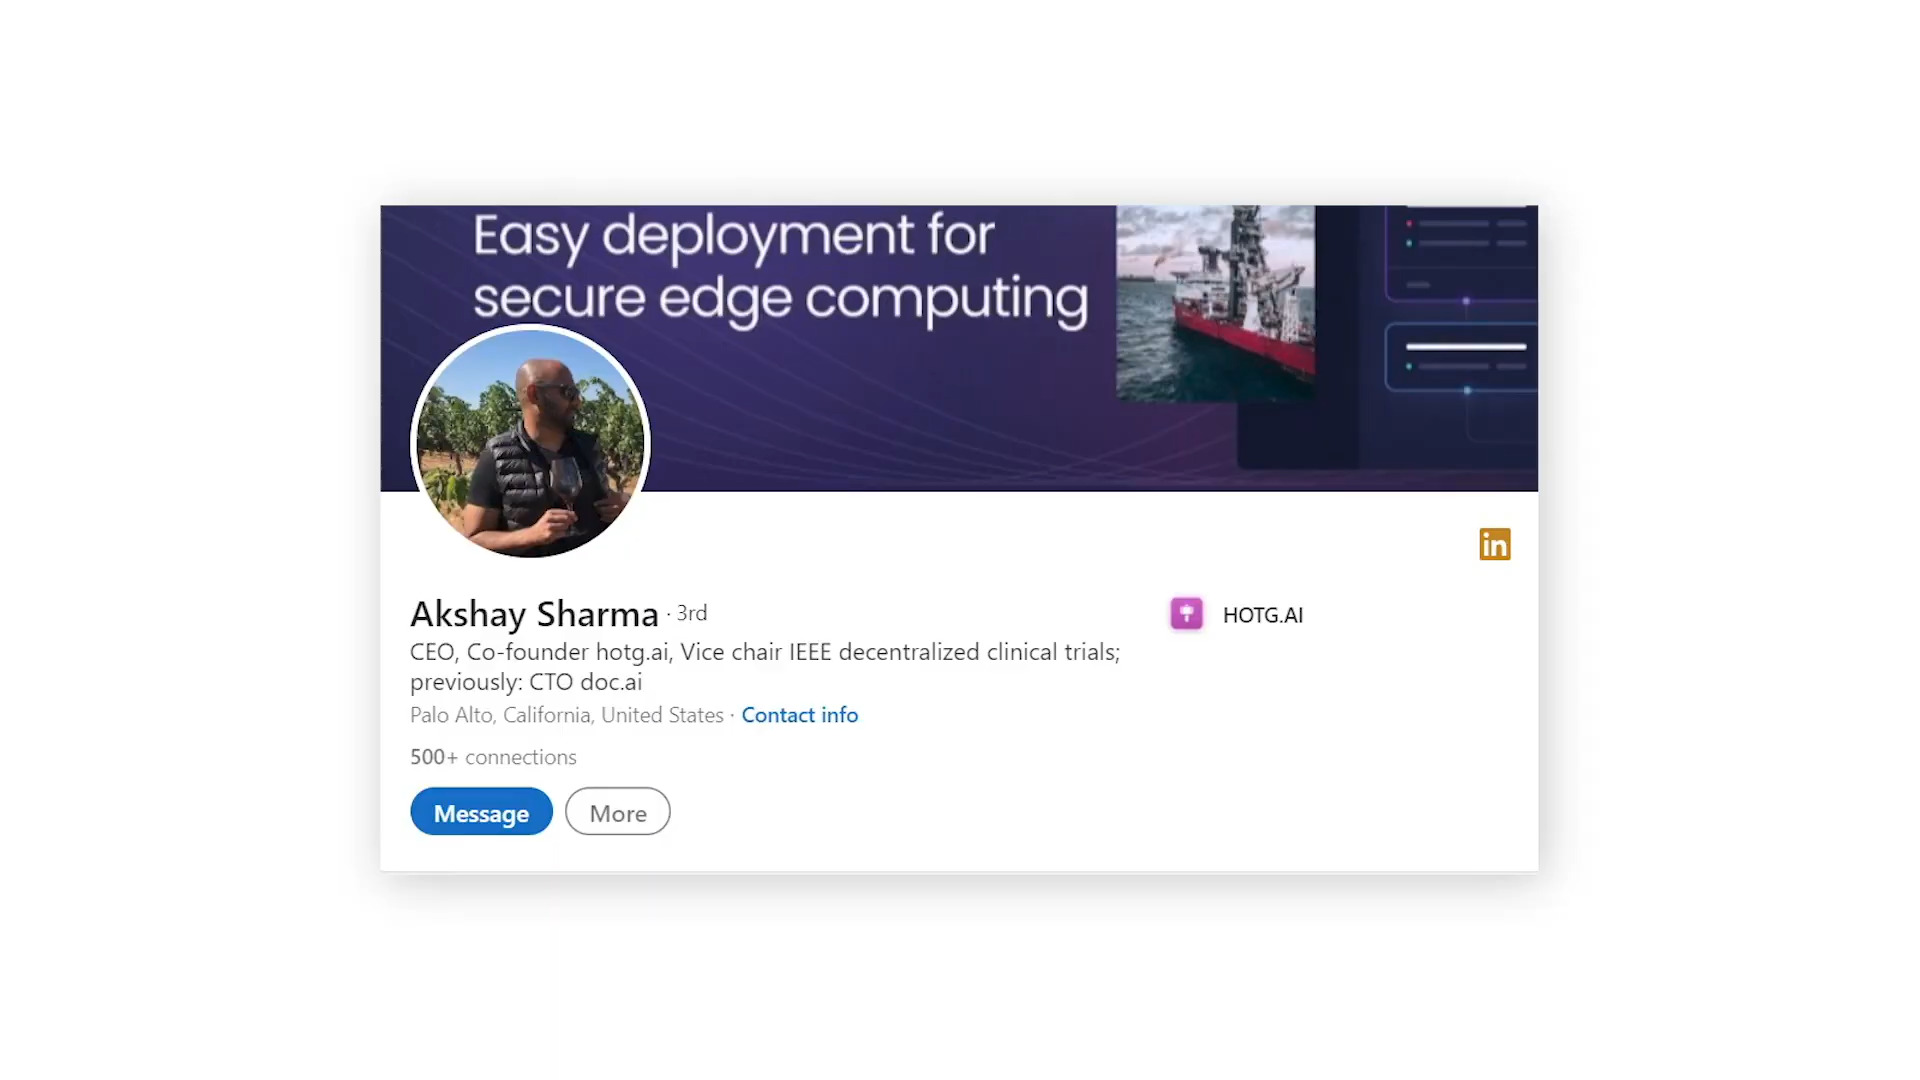 Easy deployment for
secure edge computing
in
Akshay Sharma · 3rd
HOTG.AI
CEO, Co-founder hotg.ai, Vice chair IEEE decentralized clinical trials;
previously: CTO doc.ai
Palo Alto, California, United States · Contact info
500+ connections
Message
More